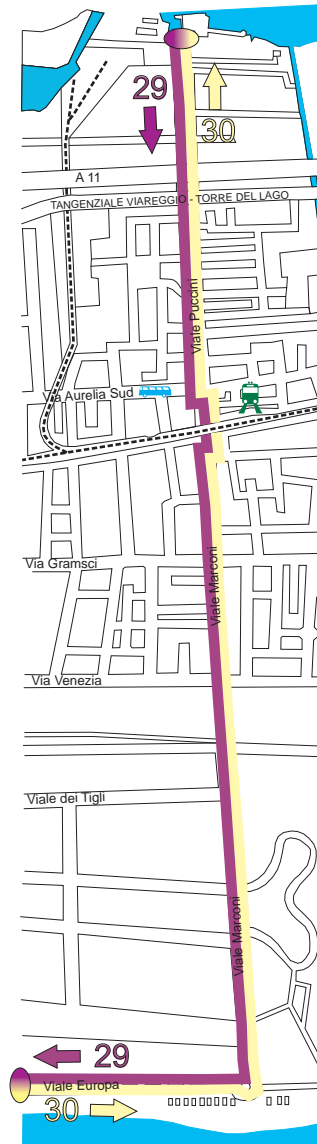 29
30
A 11
TANGENZIALE VIAREGGIO - TORRE DEL LAGO
Viale Puccini
Via Aurelia Sud
Via Gramsci
Viale Marconi
Via Venezia
Viale dei Tigli
Viale Marconi
29
Viale Europa
30